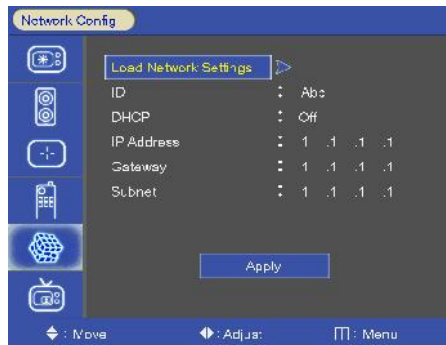 Network Config
Load Network Settings
ID : Abc
DHCP : Off
IP Address : 1 .1 .1 .1
Gateway : 1 .1 .1 .1
Subnet : 1 .1 .1 .1
Apply
: Move : Adjust : Menu